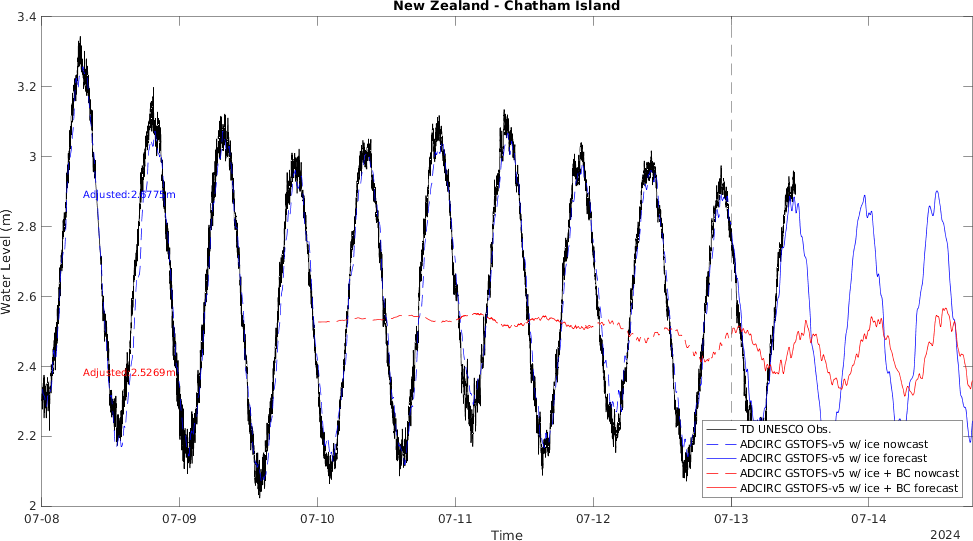 New Zealand - Chatham Island
3.4
3.2
3
2.8
2.6
2.4
2.2
2
Water Level (m)
Adjusted:2.5269m
TD UNESCO Obs.
ADCIRC GSTOFS-v5 w/ ice nowcast
ADCIRC GSTOFS-v5 w/ ice forecast
ADCIRC GSTOFS-v5 w/ ice + BC nowcast
ADCIRC GSTOFS-v5 w/ ice + BC forecast
07-08
07-09
07-10
07-11
07-12
07-13
07-14
Time
2024